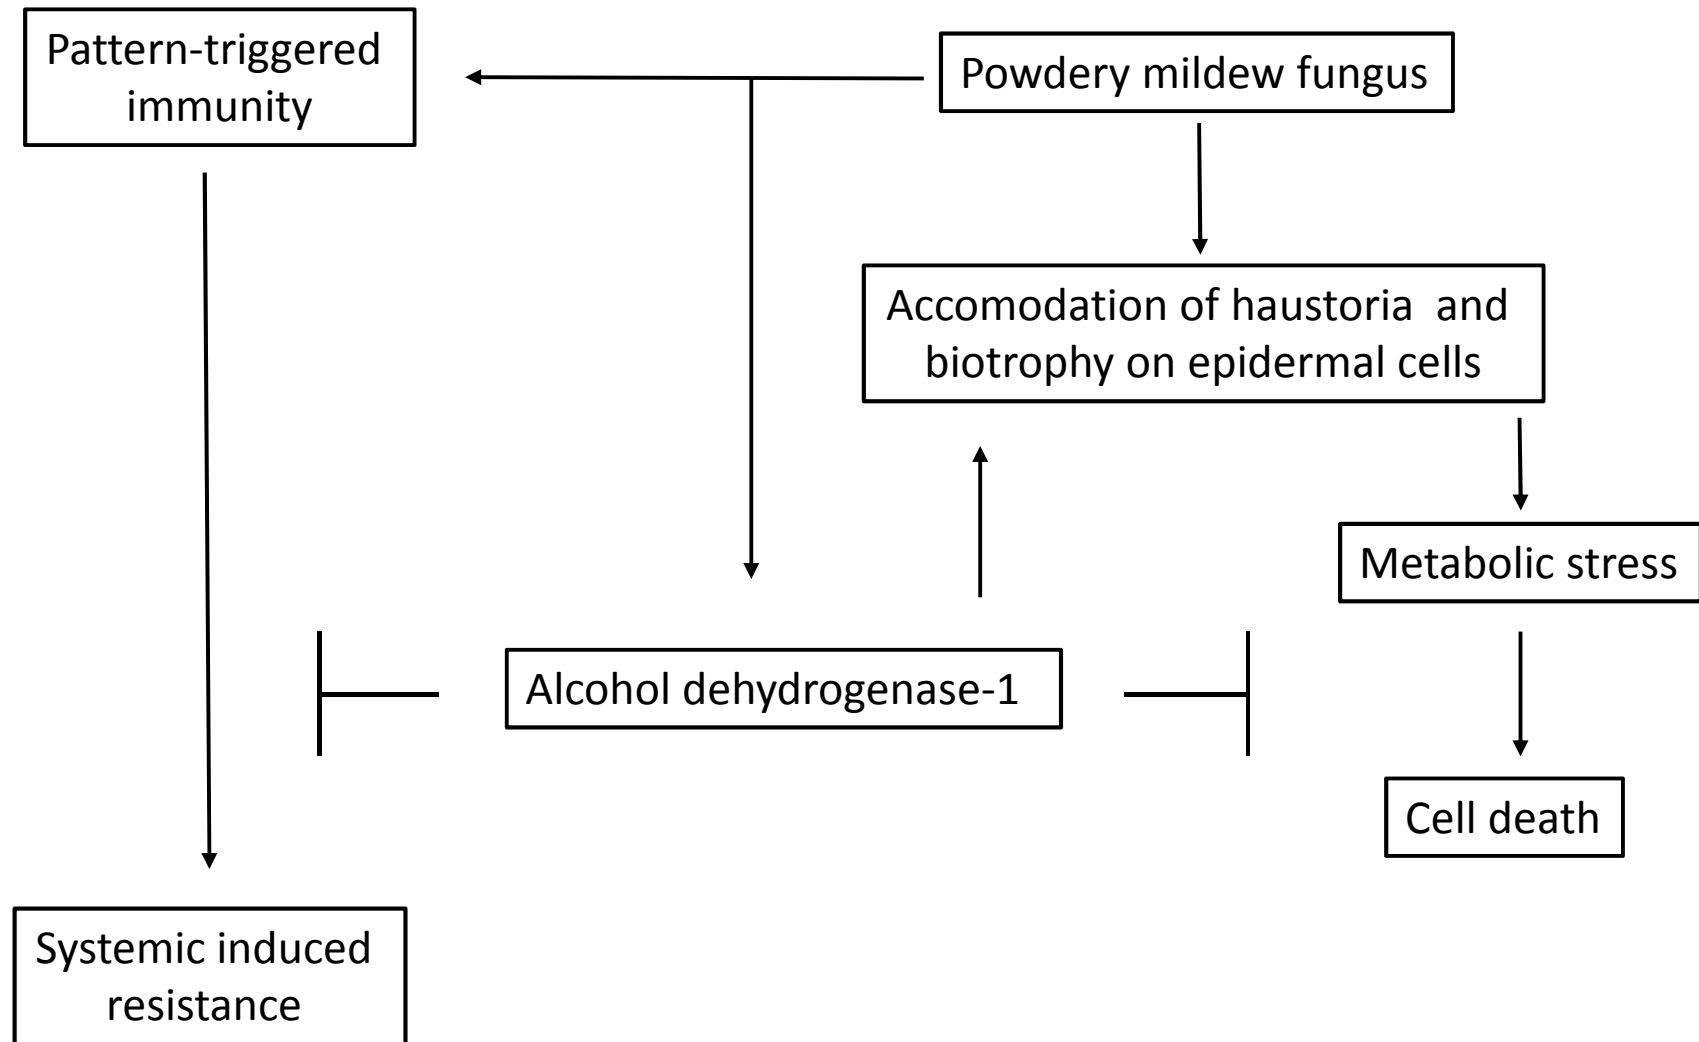 Pattern-triggered
immunity
Powdery mildew fungus
Accomodation of haustoria and
biotrophy on epidermal cells
Metabolic stress
Alcohol dehydrogenase-1
Cell death
Systemic induced
resistance